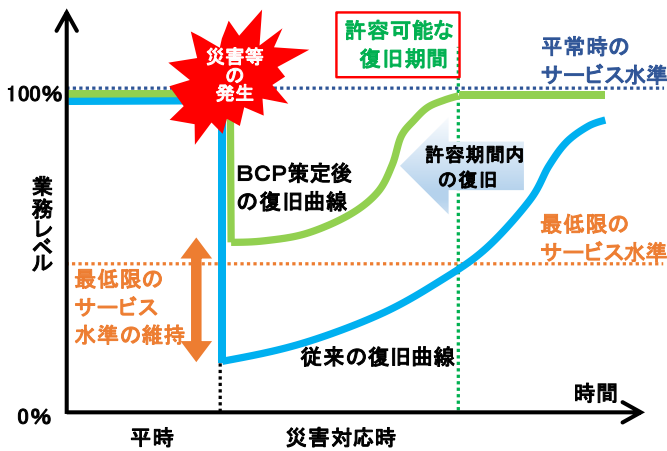 災害等
の
発生
許容可能な
復旧期間
平常時の
サービス水準
100%
業務レベル
BCP策定後
の復旧曲線
許容期間内
の復旧
最低限の
サービス水準
最低限の
サービス
水準の維持
従来の復旧曲線
時間
0%
平時
災害対応時